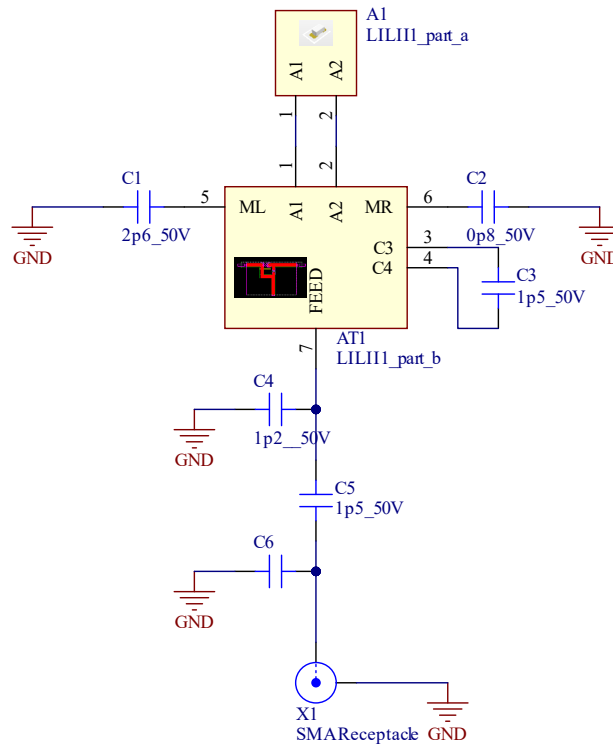 A1
LILII1_part_a
A1
A2
1
2
1
2
C1
5
2p6_50V
GND
ML
A1
A2
MR
6
C2
0p8_50V
GND
C3
3
C4
4
C3
1p5_50V
FEED
7
AT1
LILII1_part_b
C4
1p2__50V
GND
C5
1p5_50V
C6
GND
X1
SMAReceptacle
GND